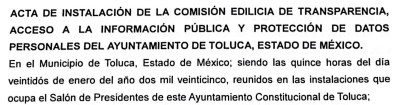 ACTA DE INSTALACIÓN DE LA COMISIÓN EDILICIA DE TRANSPARENCIA,
ACCESO A LA INFORMACIÓN PÚBLICA Y PROTECCIÓN DE DATOS
PERSONALES DEL AYUNTAMIENTO DE TOLUCA, ESTADO DE MÉXICO.
En el Municipio de Toluca, Estado de México; siendo las quince horas del día
veintidós de enero del año dos mil veinticinco, reunidos en las instalaciones que
ocupa el Salón de Presidentes de este Ayuntamiento Constitucional de Toluca;